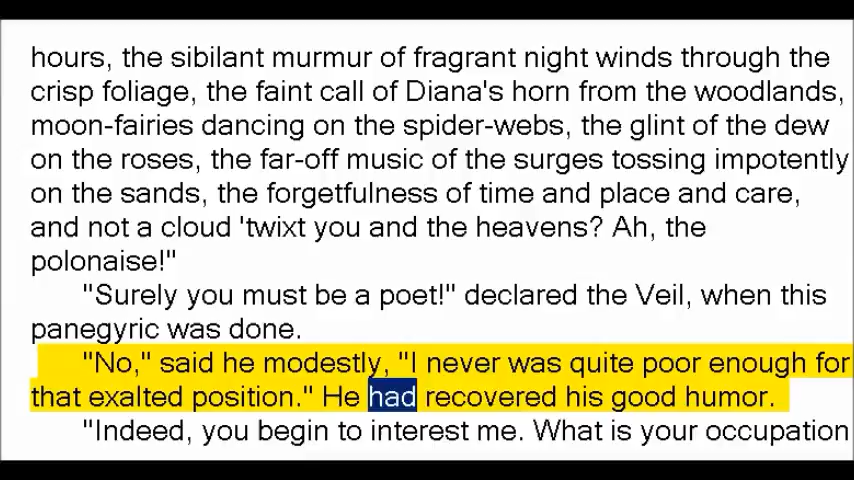 hours, the sibilant murmur of fragrant night winds through the
crisp foliage, the faint call of Diana's horn from the woodlands,
moon-fairies dancing on the spider-webs, the glint of the dew
on the roses, the far-off music of the surges tossing impotently
on the sands, the forgetfulness of time and place and care,
and not a cloud 'twixt you and the heavens? Ah, the
polonaise!"
"Surely you must be a poet!" declared the Veil, when this
panegyric was done.
"No," said he modestly, "I never was quite poor enough for
that exalted position." He had recovered his good humor.
"Indeed, you begin to interest me. What is your occupation